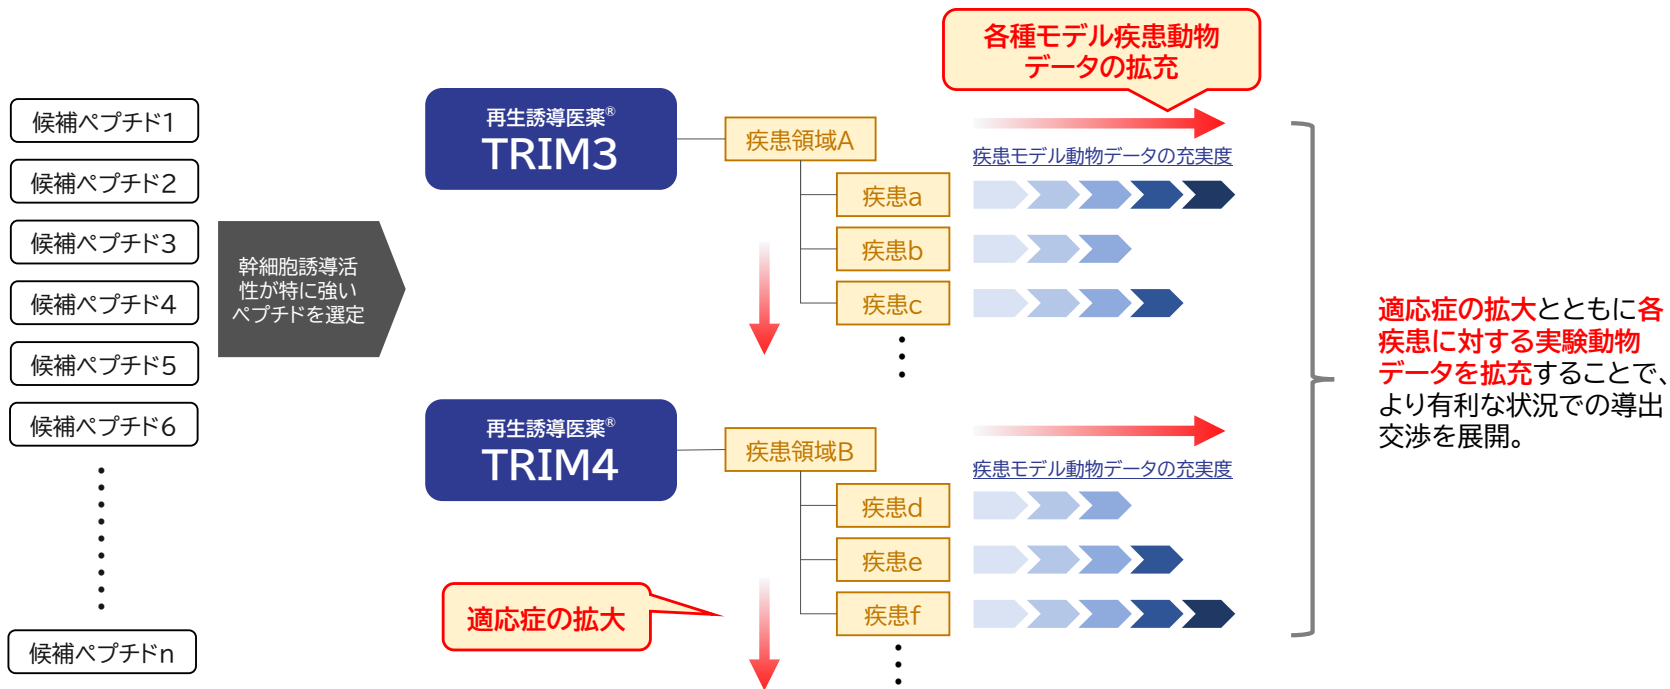 各種モデル疾患動物
データの拡充
候補ペプチド1
候補ペプチド2
候補ペプチド3
候補ペプチド4
候補ペプチド5
候補ペプチド6
候補ペプチドn
幹細胞誘導活
性が特に強い
ペプチドを選定
再生誘導医薬®
TRIM3
疾患領域A
疾患モデル動物データの充実度
疾患a
疾患b
疾患c
再生誘導医薬®
TRIM4
疾患領域B
疾患モデル動物データの充実度
疾患d
疾患e
疾患f
適応症の拡大
適応症の拡大とともに各
疾患に対する実験動物
データを拡充することで、
より有利な状況での導出
交渉を展開。